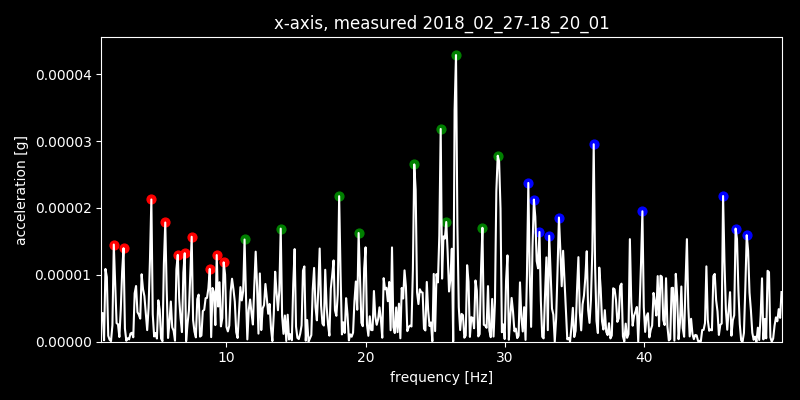 x-axis, measured 2018_02_27-18_20_01
acceleration [g]
0.00004
0.00003
0.00002
0.00001
0.00000
10 20 30 40
frequency [Hz]